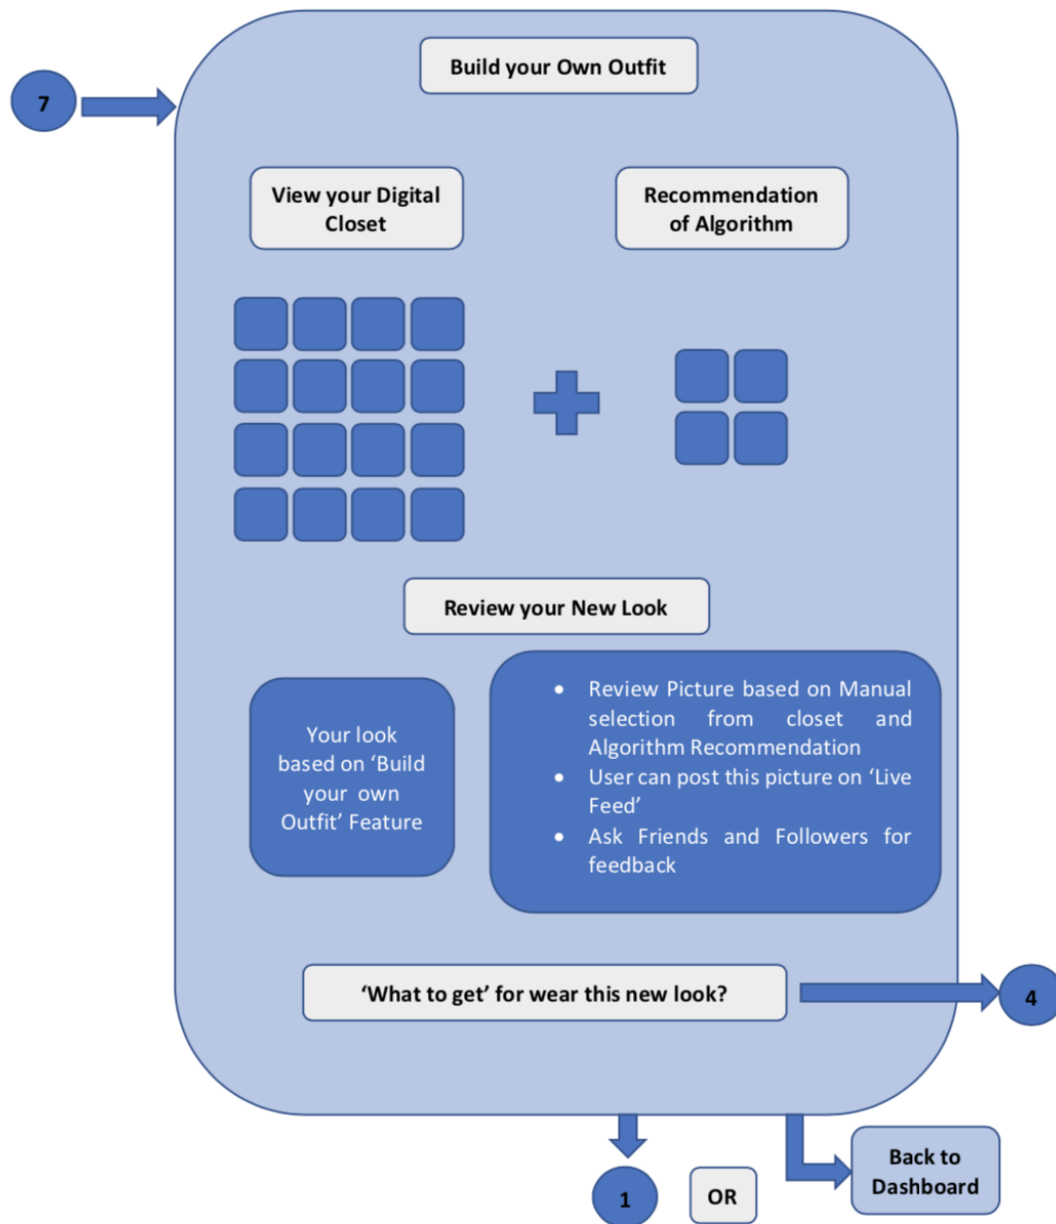 Build your Own Outfit
7
View your Digital
Closet
Recommendation
of Algorithm
Review your New Look
Your look
based on ‘Build
your own
Outfit’ Feature
• Review Picture based on Manual
selection from closet and
Algorithm Recommendation
• User can post this picture on ‘Live
Feed’
• Ask Friends and Followers for
feedback
‘What to get’ for wear this new look?
4
1
OR
Back to
Dashboard